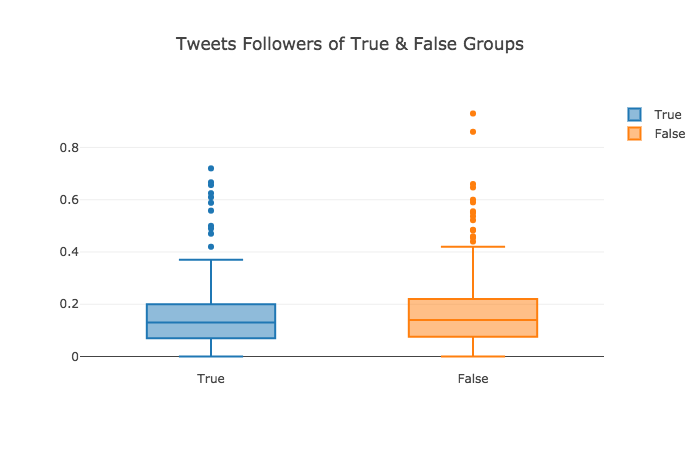 Tweets Followers of True & False Groups
True
False
0.8
0.6
0.4
0.2
0
True
False